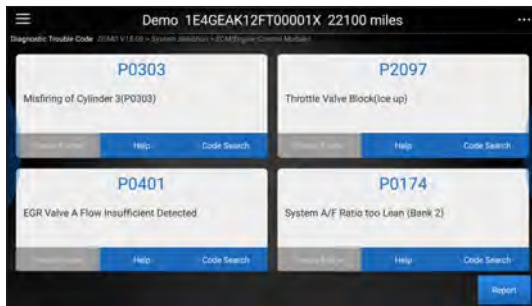 Demo 1E4GEAK12FT00001X 22100 miles
Diagnostic Trouble Code
P0303
P2097
Misfiring of Cylinder 3(P0303)
Throttle Valve Block(Ice up)
Help Code Search
Help Code Search
P0401
P0174
EGR Valve A Flow Insufficient Detected
System A/F Ratio too Lean (Bank 2)
Help Code Search
Help Code Search
Report